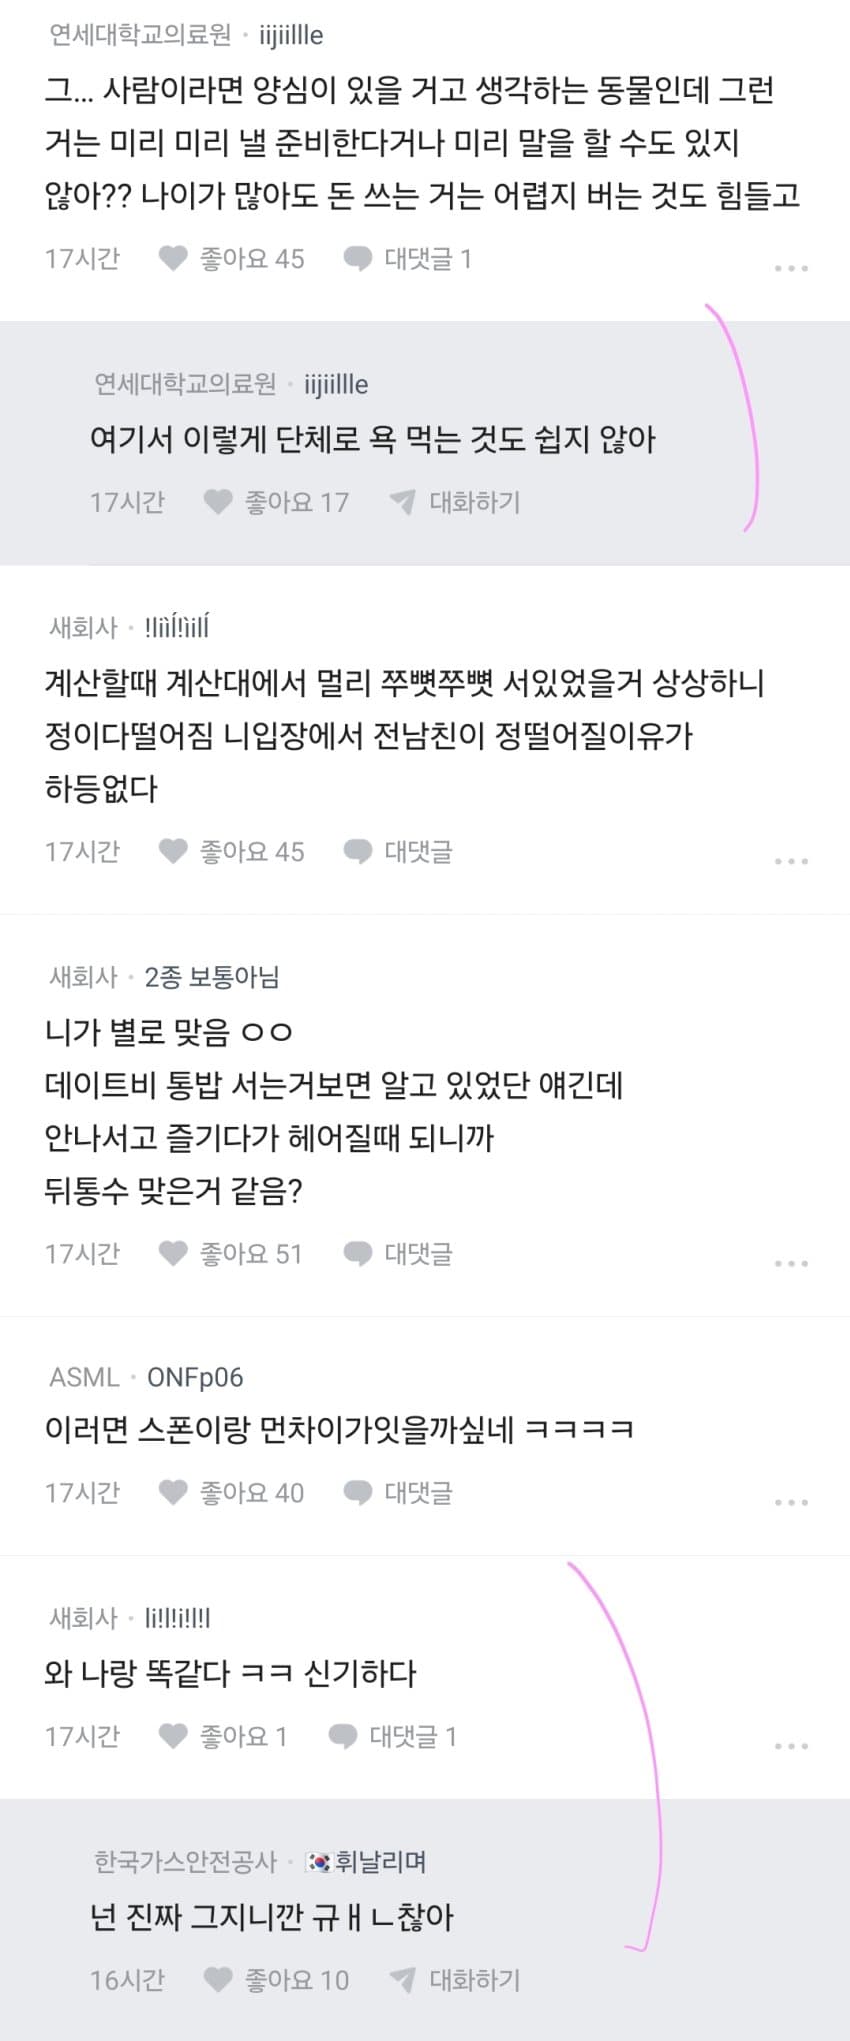 연세대학교의료원 · iijiillle
그... 사람이라면 양심이 있을 거고 생각하는 동물인데 그런
거는 미리 미리 낼 준비한다거나 미리 말을 할 수도 있지
않아?? 나이가 많아도 돈 쓰는 거는 어렵지 버는 것도 힘들고
17시간 좋아요 45 대댓글 1
연세대학교의료원 · iijiillle
여기서 이렇게 단체로 욕 먹는 것도 쉽지 않아
17시간 좋아요 17 대화하기
새회사
계산할때 계산대에서 멀리 쭈뼛쭈뼛 서있었을거 상상하니
정이다떨어짐 니입장에서 전남친이 정떨어질이유가
하등없다
17시간 좋아요 45 대댓글
새회사 · 2종 보통아님
니가 별로 맞음 ㅇㅇ
데이트비 통밥 서는거보면 알고 있었단 얘긴데
안나서고 즐기다가 헤어질때 되니까
뒤통수 맞은거 같음?
17시간 좋아요 51 대댓글
ASML · ONFp06
이러면 스폰이랑 먼차이가잇을까싶네 ㅋㅋㅋㅋ
17시간 좋아요 40 대댓글
새회사 · li!l!i!l!l
와 나랑 똑같다 ㅋㅋ 신기하다
17시간 좋아요 1 대댓글 1
한국가스안전공사 · 🇰🇷휘날리며
넌 진짜 그지니깐 규ㅐㄴ찮아
16시간 좋아요 10 대화하기